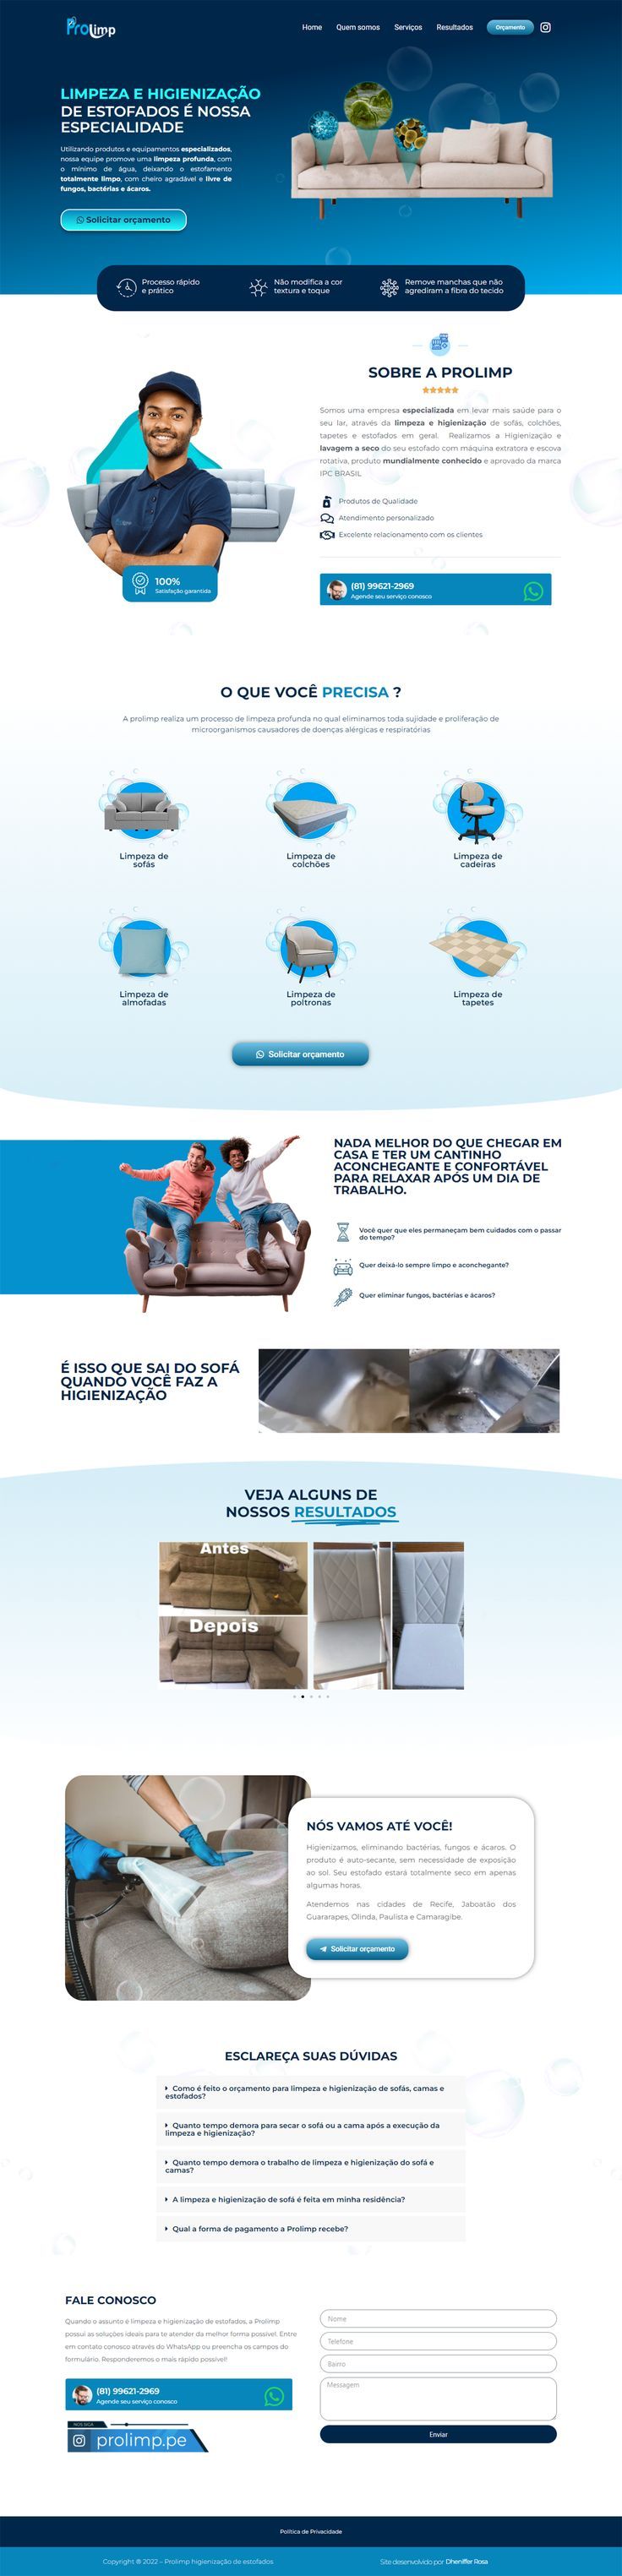 ProLimp
Home Quem somos Serviços Resultados Orçamento
LIMPEZA E HIGIENIZAÇÃO
DE ESTOFADOS É NOSSA
ESPECIALIDADE
Utilizando produtos e equipamentos especializados,
nossa equipe promove uma limpeza profunda, com
o mínimo de água, deixando o estofamento
totalmente limpo, com cheiro agradável e livre de
fungos, bactérias e ácaros.
Solicitar orçamento
Processo rápido
e prático
Não modifica a cor
textura e toque
Remove manchas que não
agrediram a fibra do tecido
SOBRE A PROLIMP
Somos uma empresa especializada em levar mais saúde para o
seu lar, através da limpeza e higienização de sofás, colchões,
tapetes e estofados em geral. Realizamos a Higienização e
lavagem a seco do seu estofado com máquina extratora e escova
rotativa, produto mundialmente conhecido e aprovado da marca
IPC BRASIL
Produtos de Qualidade
Atendimento personalizado
Excelente relacionamento com os clientes
100%
Satisfação garantida
(81) 99621-2969
Agende seu serviço conosco
O QUE VOCÊ PRECISA ?
A prolimp realiza um processo de limpeza profunda no qual eliminamos toda sujidade e proliferação de
microorganismos causadores de doenças alérgicas e respiratórias
Limpeza de
sofás
Limpeza de
colchões
Limpeza de
cadeiras
Limpeza de
almofadas
Limpeza de
poltronas
Limpeza de
tapetes
Solicitar orçamento
NADA MELHOR DO QUE CHEGAR EM
CASA E TER UM CANTINHO
ACONCHEGANTE E CONFORTÁVEL
PARA RELAXAR APÓS UM DIA DE
TRABALHO.
Você quer que eles permaneçam bem cuidados com o passar
do tempo?
Quer deixá-lo sempre limpo e aconchegante?
Quer eliminar fungos, bactérias e ácaros?
É ISSO QUE SAI DO SOFÁ
QUANDO VOCÊ FAZ A
HIGIENIZAÇÃO
VEJA ALGUNS DE
NOSSOS RESULTADOS
Antes
Depois
NÓS VAMOS ATÉ VOCÊ!
Higienizamos, eliminando bactérias, fungos e ácaros. O
produto é auto-secante, sem necessidade de exposição
ao sol. Seu estofado estará totalmente seco em apenas
algumas horas.
Atendemos nas cidades de Recife, Jaboatão dos
Guararapes, Olinda, Paulista e Camaragibe.
Solicitar orçamento
ESCLAREÇA SUAS DÚVIDAS
Como é feito o orçamento para limpeza e higienização de sofás, camas e
estofados?
Quanto tempo demora para secar o sofá ou a cama após a execução da
limpeza e higienização?
Quanto tempo demora o trabalho de limpeza e higienização do sofá e
camas?
A limpeza e higienização de sofá é feita em minha residência?
Qual a forma de pagamento a Prolimp recebe?
FALE CONOSCO
Quando o assunto é limpeza e higienização de estofados, a Prolimp
possui as soluções ideais para te atender da melhor forma possível. Entre
em contato conosco através do WhatsApp ou preencha os campos do
formulário. Responderemos o mais rápido possível!
(81) 99621-2969
Agende seu serviço conosco
NOS SIGA
prolimp.pe
Nome
Telefone
Bairro
Messagem
Enviar
Política de Privacidade
Copyright © 2022 – Prolimp higienização de estofados
Site desenvolvido por Dheniffer Rosa